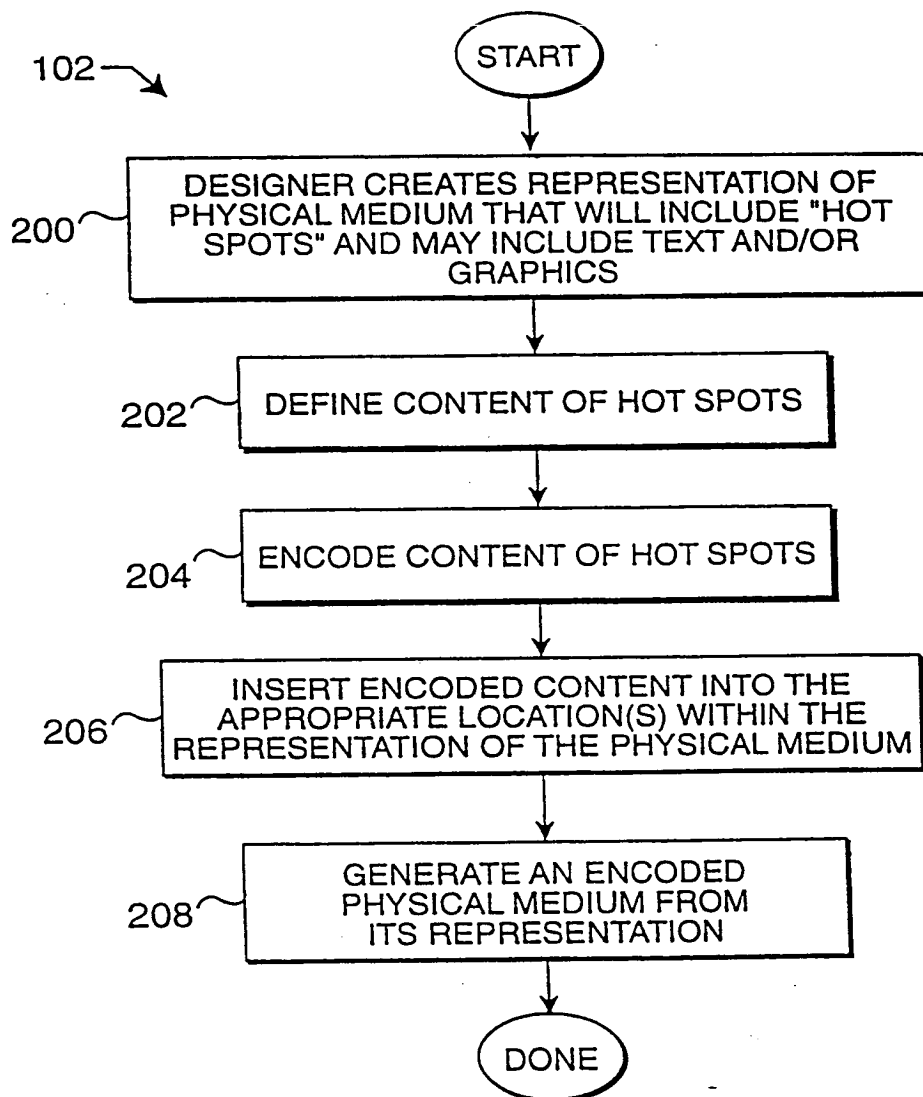 START
102
DESIGNER CREATES REPRESENTATION OF
PHYSICAL MEDIUM THAT WILL INCLUDE "HOT
SPOTS" AND MAY INCLUDE TEXT AND/OR
GRAPHICS
200
DEFINE CONTENT OF HOT SPOTS
202
ENCODE CONTENT OF HOT SPOTS
204
INSERT ENCODED CONTENT INTO THE
APPROPRIATE LOCATION(S) WITHIN THE
REPRESENTATION OF THE PHYSICAL MEDIUM
206
GENERATE AN ENCODED
PHYSICAL MEDIUM FROM
ITS REPRESENTATION
208
DONE